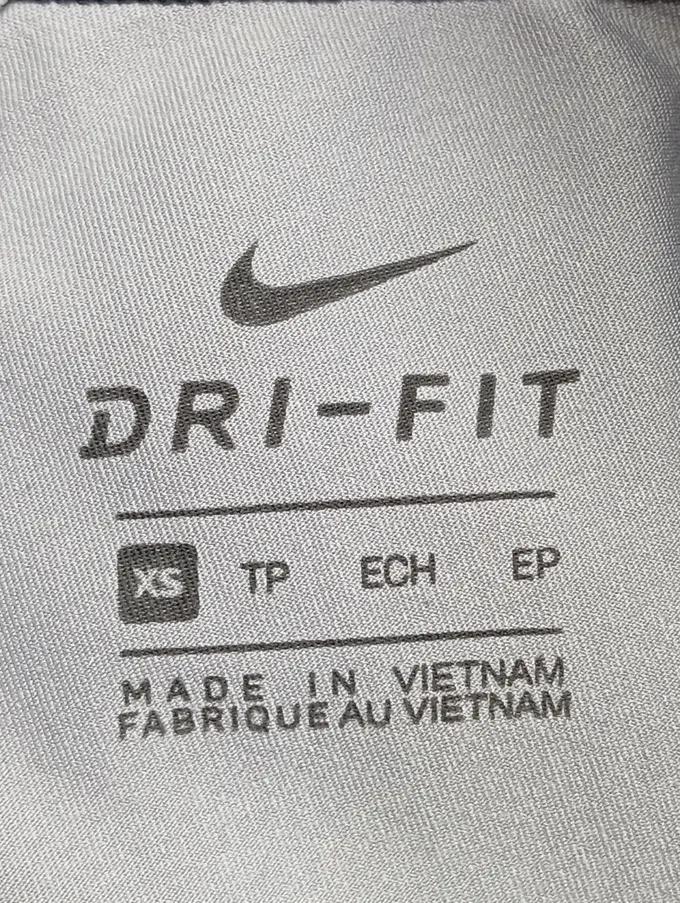 DRI-FIT
XS TP ECH EP
MADE IN VIETNAM
FABRIQUE AU VIETNAM